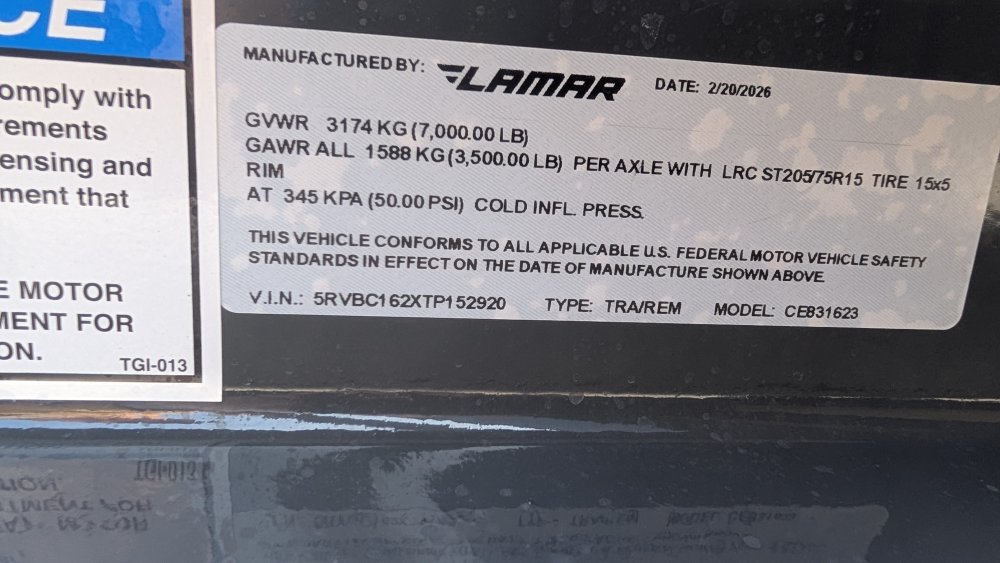 CE
omply with
rements
ensing and
ment that
E MOTOR
MENT FOR
ON.
TGI-013
MANUFACTURED BY: LAMAR DATE: 2/20/2026
GVWR 3174 KG (7,000.00 LB)
GAWR ALL 1588 KG (3,500.00 LB) PER AXLE WITH LRC ST205/75R15 TIRE 15x5
RIM
AT 345 KPA (50.00 PSI) COLD INFL. PRESS.
THIS VEHICLE CONFORMS TO ALL APPLICABLE U.S. FEDERAL MOTOR VEHICLE SAFETY
STANDARDS IN EFFECT ON THE DATE OF MANUFACTURE SHOWN ABOVE
V.I.N.: 5RVBC162XTP152920 TYPE: TRA/REM MODEL: CE831623